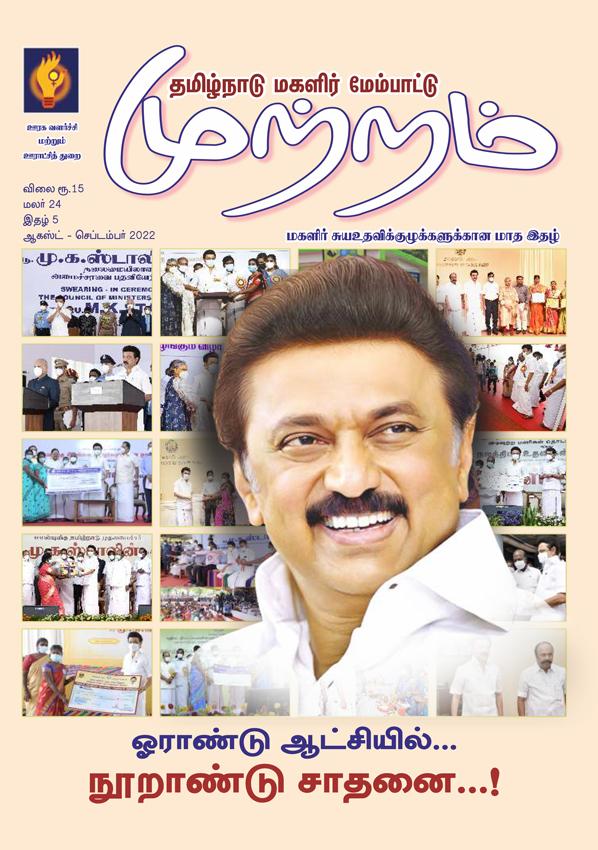 தமிழ்நாடு மகளிர் மேம்பாட்டு
முற்றம்
ஊரக வளர்ச்சி
மற்றும்
ஊராட்சித் துறை
விலை ரூ.15
மலர் 24
இதழ் 5
ஆகஸ்ட் - செப்டம்பர் 2022
மகளிர் சுயஉதவிக்குழுக்களுக்கான மாத இதழ்
மு.க.ஸ்டாலி
SWEARING - IN CEREMO
THE COUNCIL OF MINISTERS
மு.க.ஸ்டாலின்
ஓராண்டு ஆட்சியில்...
நூறாண்டு சாதனை...!